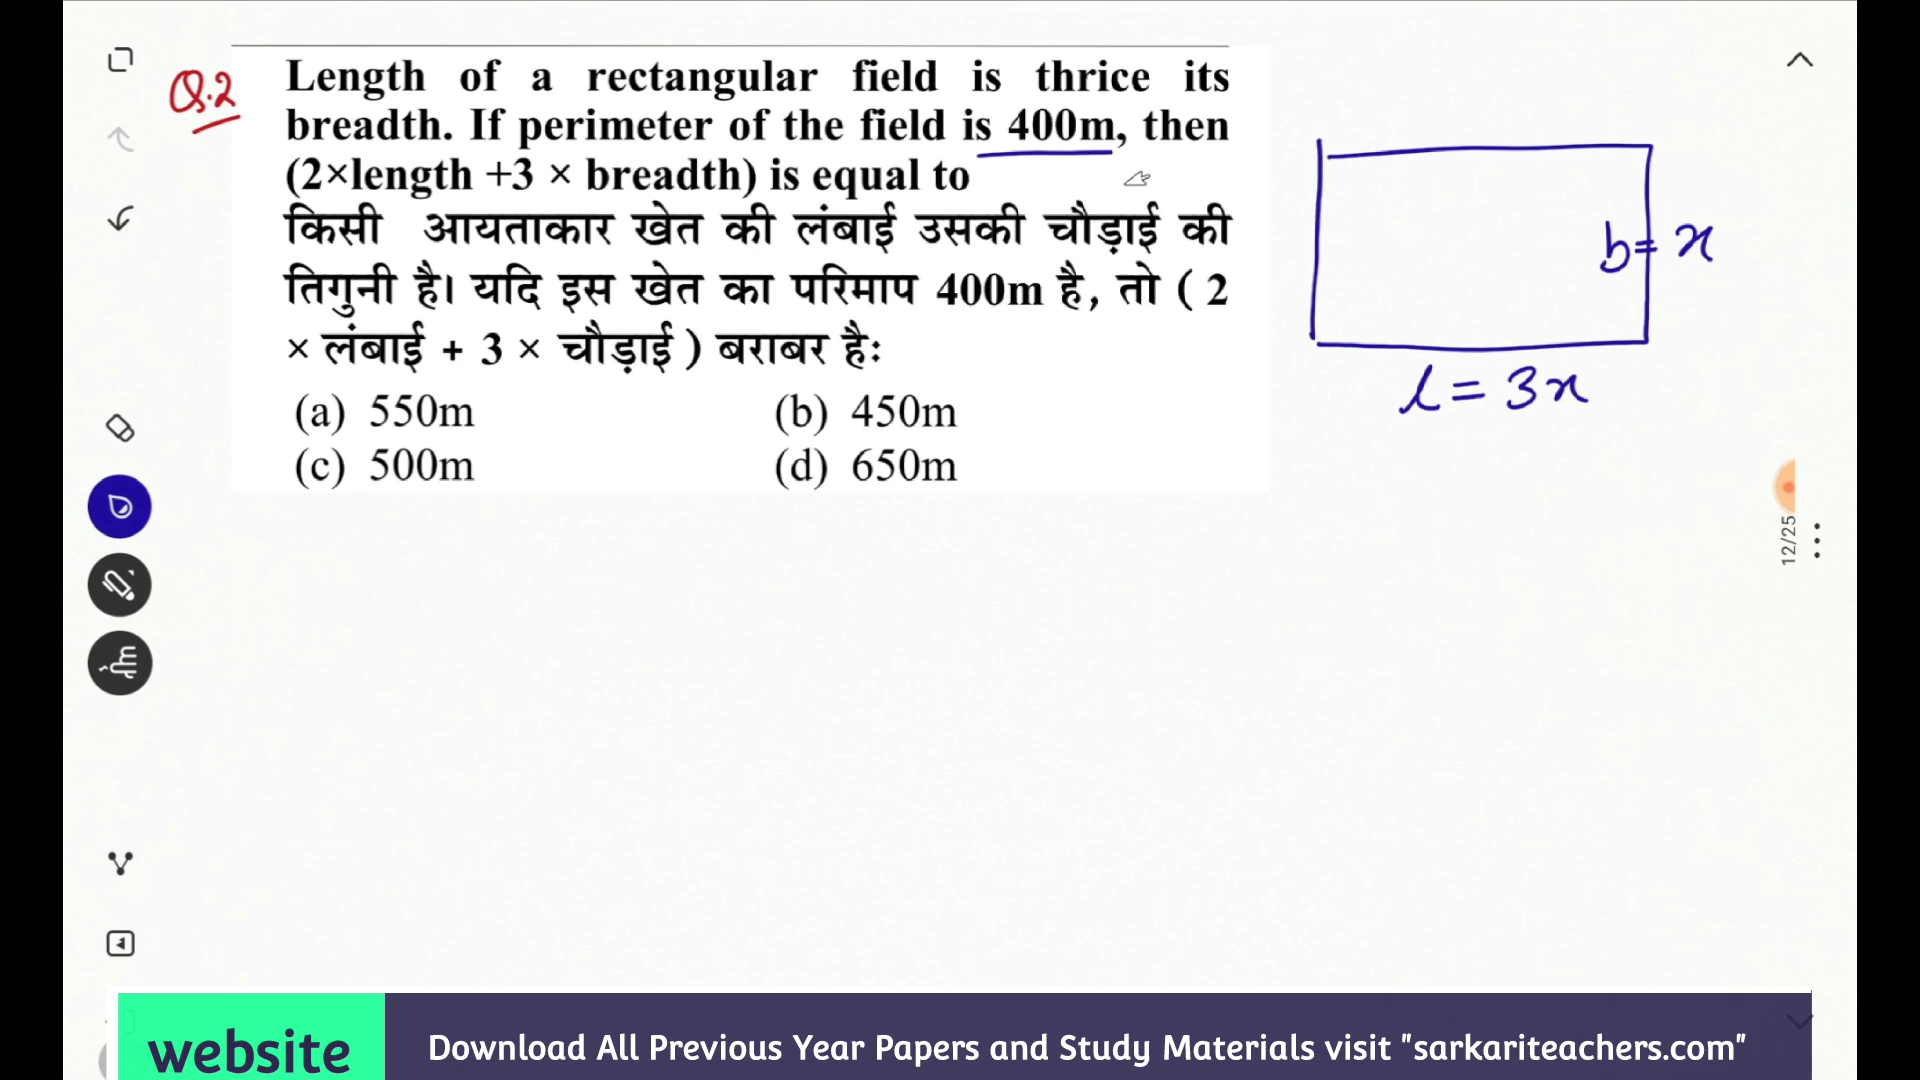 Q.2
Length of a rectangular field is thrice its
breadth. If perimeter of the field is 400m, then
(2×length +3 × breadth) is equal to
किसी आयताकार खेत की लंबाई उसकी चौड़ाई की
तिगुनी है। यदि इस खेत का परिमाप 400m है, तो ( 2
× लंबाई + 3 × चौड़ाई ) बराबर है:
(a) 550m (b) 450m
(c) 500m (d) 650m
b= x
l = 3x
12/25
website
Download All Previous Year Papers and Study Materials visit "sarkariteachers.com"